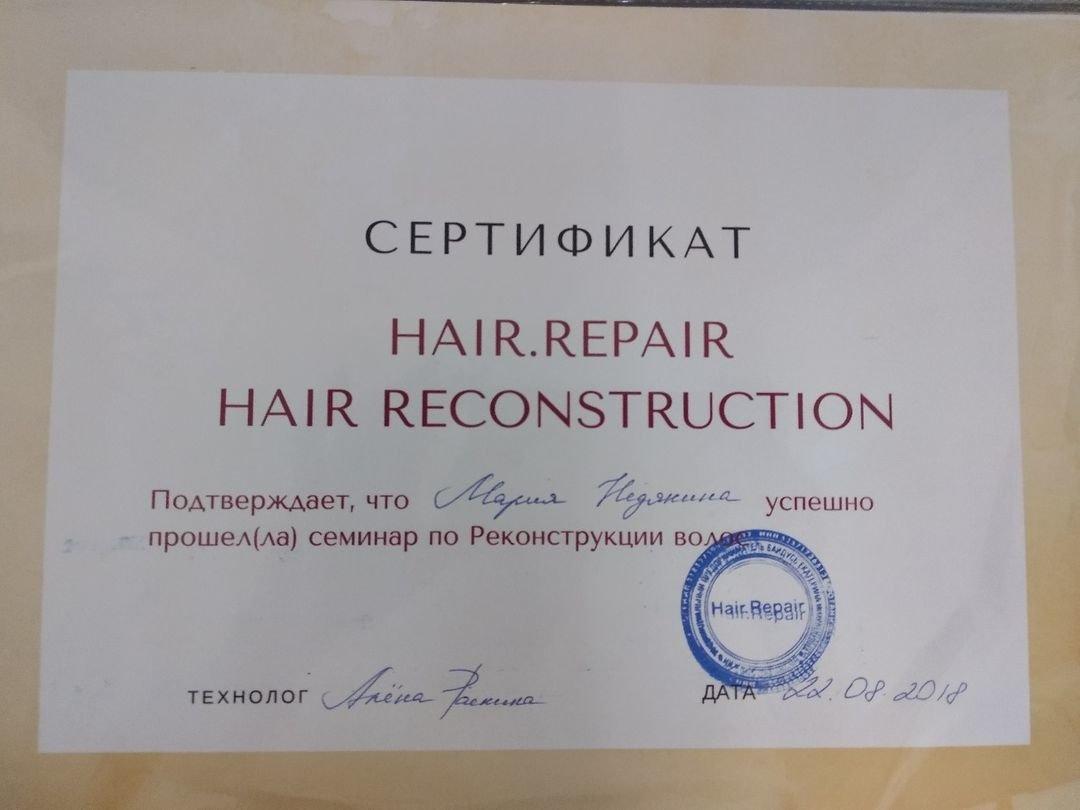 СЕРТИФИКАТ
HAIR.REPAIR
HAIR RECONSTRUCTION
Подтверждает, что Мария Недякина успешно
прошел(ла) семинар по Реконструкции волос
Hair.Repair
ТЕХНОЛОГ Алёна Раскина
ДАТА 22.08.2018